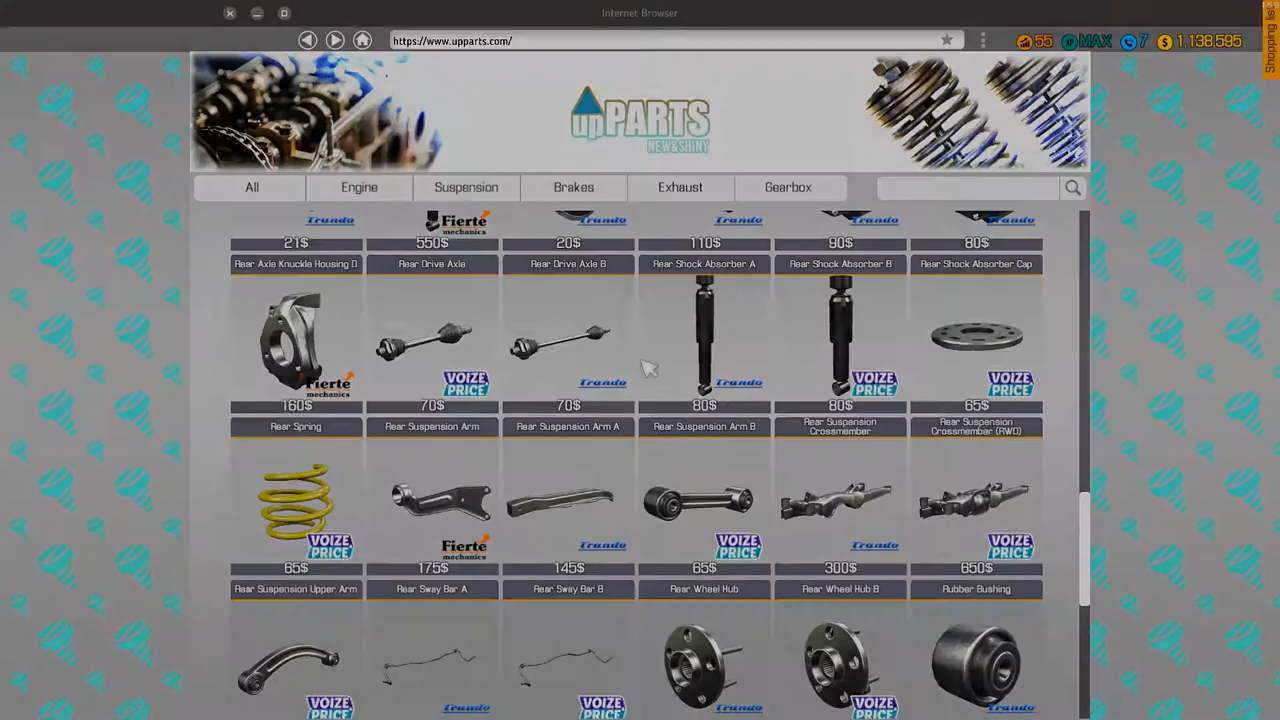 Internet Browser
https://www.upparts.com/
55 XP MAX 7 $ 1,138,595
Shopping list
upPARTS
NEW&SHINY
All Engine Suspension Brakes Exhaust Gearbox
Trando Fierte mechanics Trando Trando Trando Trando
21$ 550$ 20$ 110$ 90$ 80$
Rear Axle Knuckle Housing D Rear Drive Axle Rear Drive Axle B Rear Shock Absorber A Rear Shock Absorber B Rear Shock Absorber Cap
Fierte mechanics VOIZE PRICE Trando Trando VOIZE PRICE VOIZE PRICE
160$ 70$ 70$ 80$ 80$ 65$
Rear Spring Rear Suspension Arm Rear Suspension Arm A Rear Suspension Arm B Rear Suspension Crossmember Rear Suspension Crossmember (RWD)
VOIZE PRICE Fierte mechanics Trando VOIZE PRICE Trando VOIZE PRICE
65$ 175$ 145$ 65$ 300$ 650$
Rear Suspension Upper Arm Rear Sway Bar A Rear Sway Bar B Rear Wheel Hub Rear Wheel Hub B Rubber Bushing
VOIZE PRICE Trando VOIZE PRICE Trando VOIZE PRICE Trando